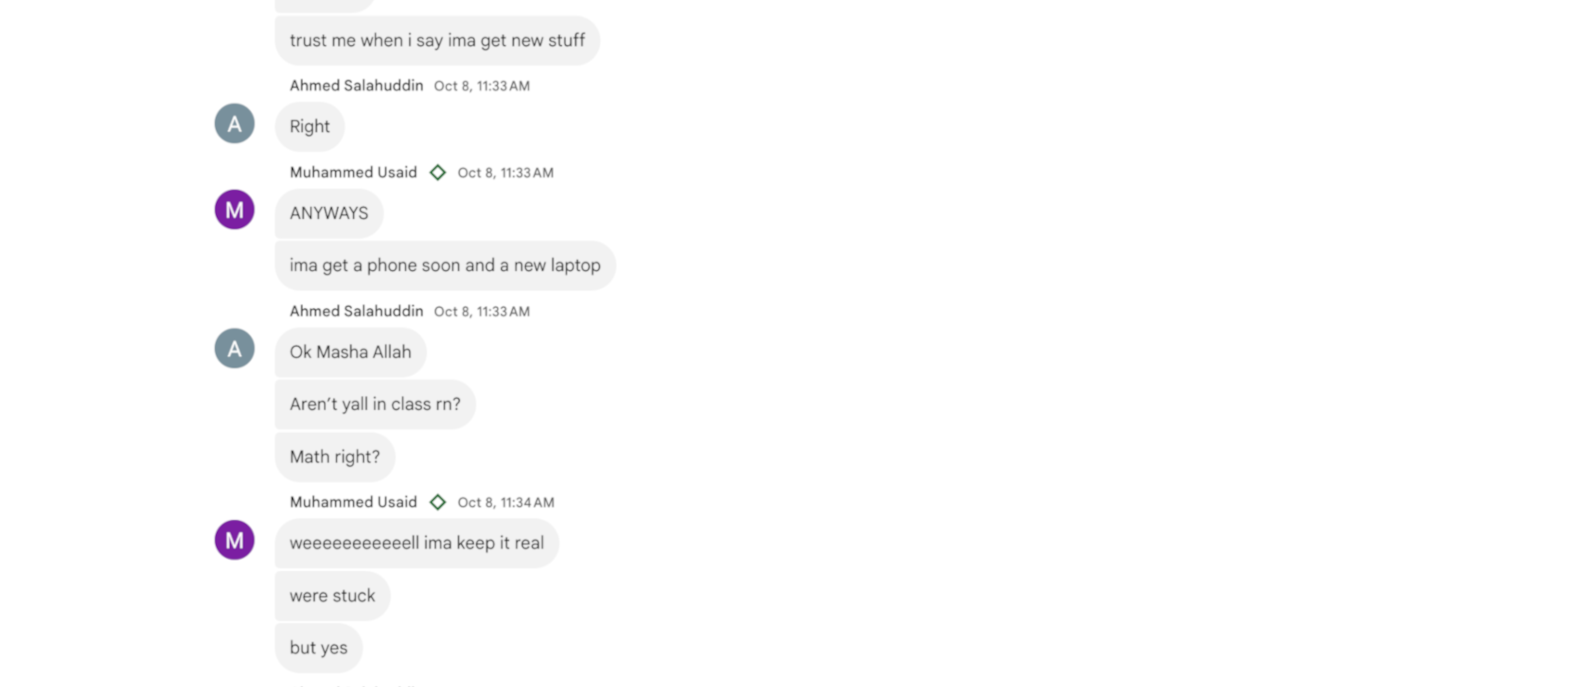 trust me when i say ima get new stuff
Ahmed Salahuddin Oct 8, 11:33 AM
A
Right
Muhammed Usaid Oct 8, 11:33 AM
M
ANYWAYS
ima get a phone soon and a new laptop
Ahmed Salahuddin Oct 8, 11:33 AM
A
Ok Masha Allah
Aren't yall in class rn?
Math right?
Muhammed Usaid Oct 8, 11:34 AM
M
weeeeeeeeeeell ima keep it real
were stuck
but yes